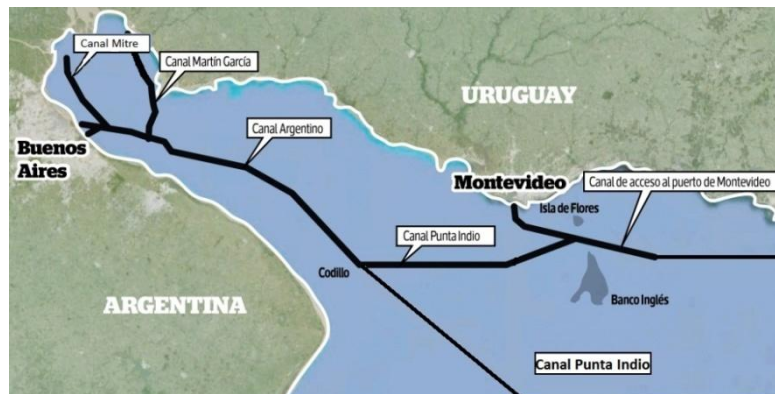 Canal Mitre
Canal Martín García
URUGUAY
Canal Argentino
Buenos
Aires
Montevideo
Canal de acceso al puerto de Montevideo
Isla de Flores
Canal Punta Indio
Codillo
Banco Inglés
ARGENTINA
Canal Punta Indio